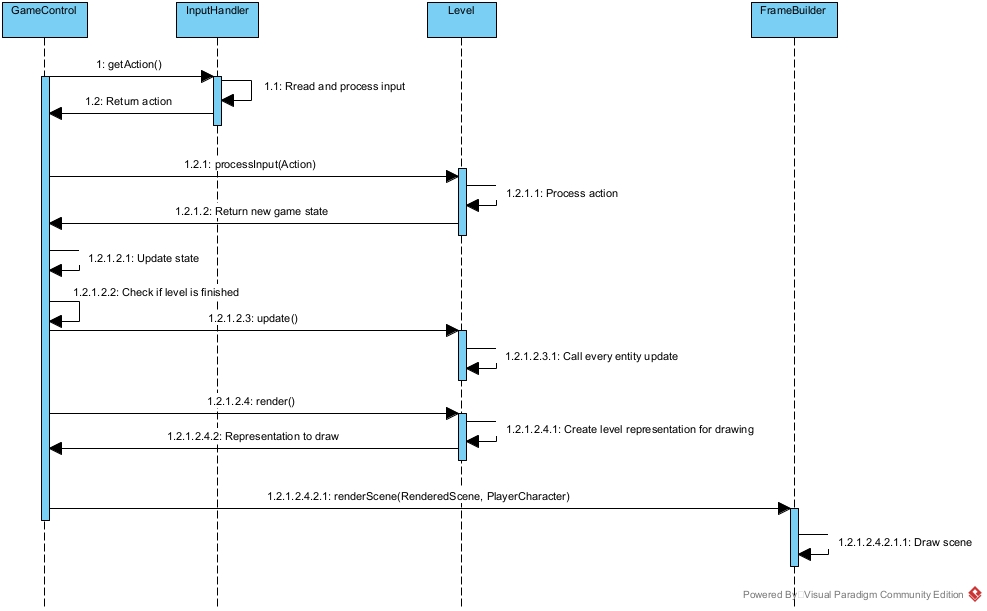 GameControl
InputHandler
Level
FrameBuilder
1: getAction()
1.1: Rread and process input
1.2: Return action
1.2.1: processInput(Action)
1.2.1.1: Process action
1.2.1.2: Return new game state
1.2.1.2.1: Update state
1.2.1.2.2: Check if level is finished
1.2.1.2.3: update()
1.2.1.2.3.1: Call every entity update
1.2.1.2.4: render()
1.2.1.2.4.1: Create level representation for drawing
1.2.1.2.4.2: Representation to draw
1.2.1.2.4.2.1: renderScene(RenderedScene, PlayerCharacter)
1.2.1.2.4.2.1.1: Draw scene
Powered By Visual Paradigm Community Edition